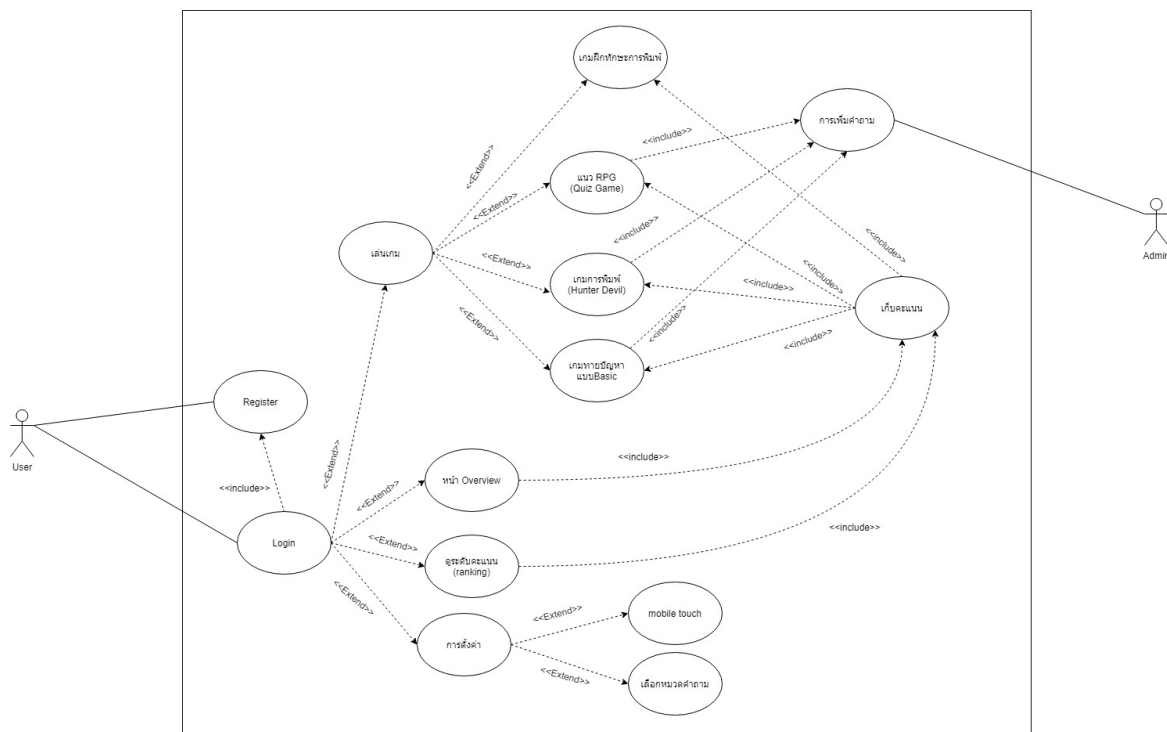 เกมฝึกทักษะการพิมพ์
การเพิ่มคำถาม
<<include>>
<<Extend>>
แนว RPG
(Quiz Game)
<<Extend>>
Admin
เล่นเกม
<<include>>
<<include>>
<<Extend>>
เกมการพิมพ์
(Hunter Devil)
<<include>>
<<include>>
เก็บคะแนน
<<Extend>>
<<include>>
<<include>>
เกมทายปัญหา
แบบBasic
Register
User
<<Extend>>
<<include>>
<<include>>
หน้า Overview
<<Extend>>
<<include>>
Login
<<Extend>>
ดูระดับคะแนน
(ranking)
<<Extend>>
<<Extend>>
mobile touch
การตั้งค่า
<<Extend>>
เลือกหมวดคำถาม